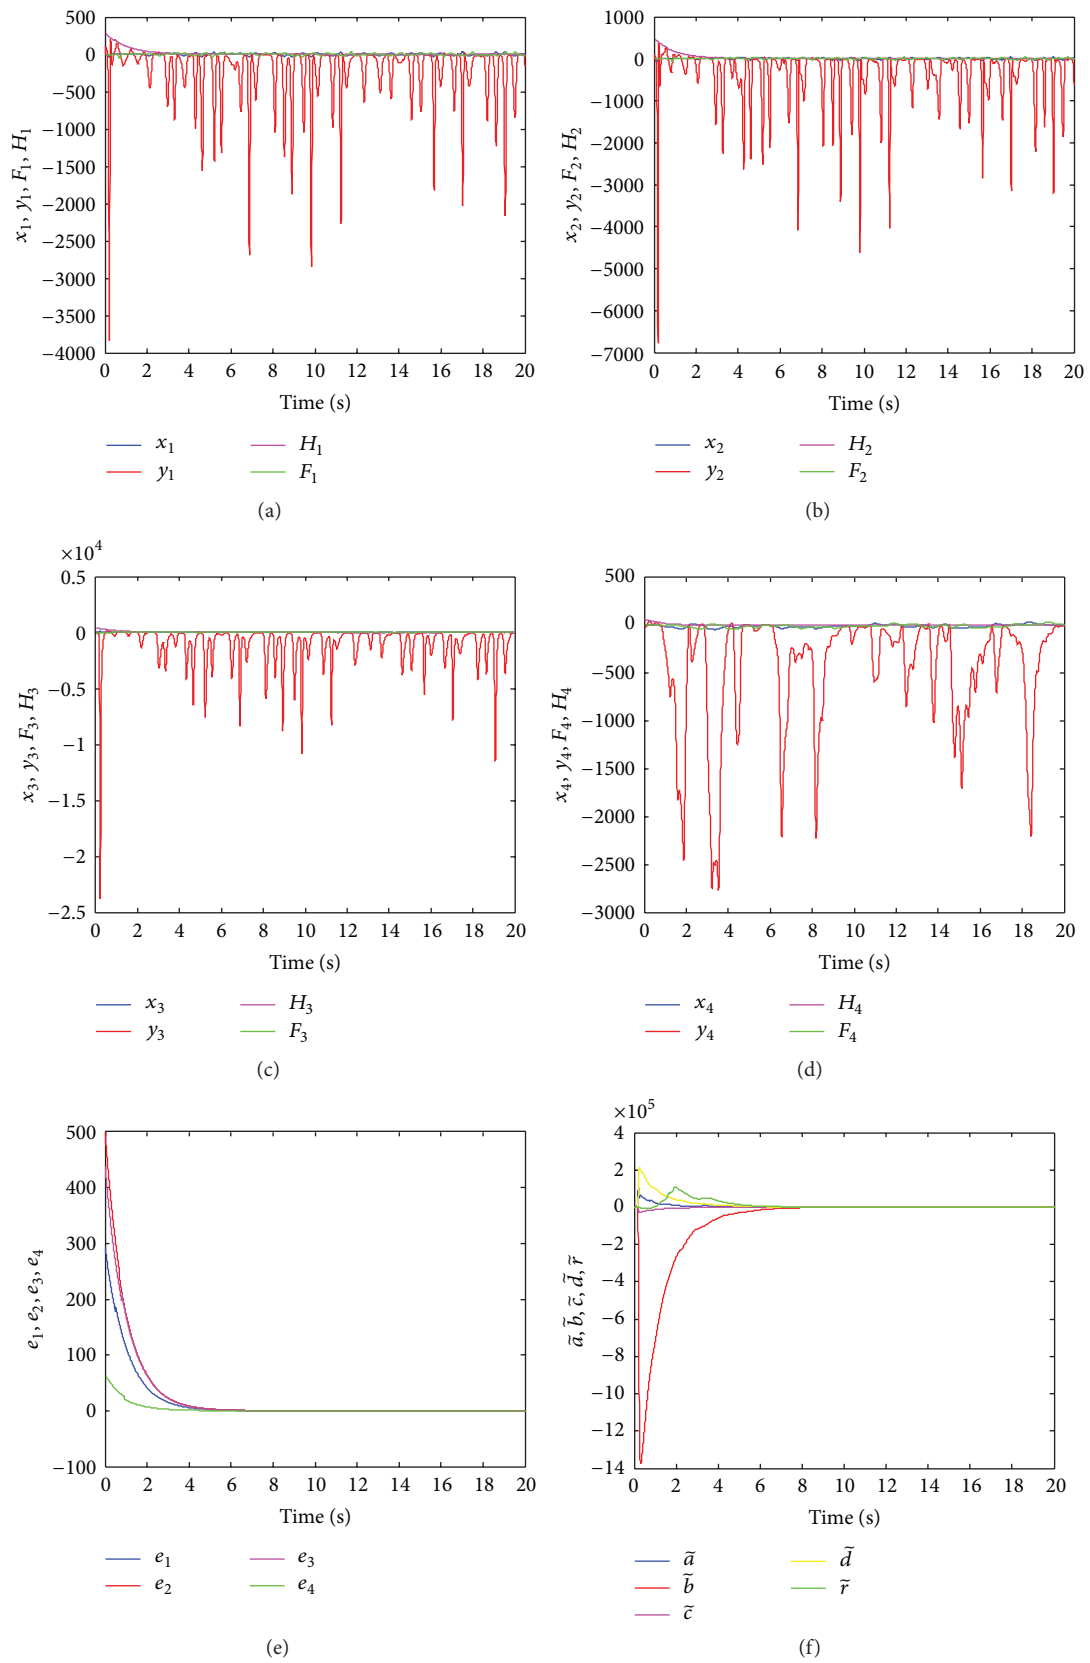 500
0
−500
−1000
−1500
−2000
−2500
−3000
−3500
−4000
x1, y1, F1, H1
0 2 4 6 8 10 12 14 16 18 20
Time (s)
x1 H1
y1 F1
(a)
1000
0
−1000
−2000
−3000
−4000
−5000
−6000
−7000
x2, y2, F2, H2
0 2 4 6 8 10 12 14 16 18 20
Time (s)
x2 H2
y2 F2
(b)
×10^4
0.5
0
−0.5
−1
−1.5
−2
−2.5
x3, y3, F3, H3
0 2 4 6 8 10 12 14 16 18 20
Time (s)
x3 H3
y3 F3
(c)
500
0
−500
−1000
−1500
−2000
−2500
−3000
x4, y4, F4, H4
0 2 4 6 8 10 12 14 16 18 20
Time (s)
x4 H4
y4 F4
(d)
500
400
300
200
100
0
−100
e1, e2, e3, e4
0 2 4 6 8 10 12 14 16 18 20
Time (s)
e1 e3
e2 e4
(e)
×10^5
4
2
0
−2
−4
−6
−8
−10
−12
−14
ã, b̃, c̃, d̃, r̃
0 2 4 6 8 10 12 14 16 18 20
Time (s)
ã d̃
b̃ r̃
c̃
(f)